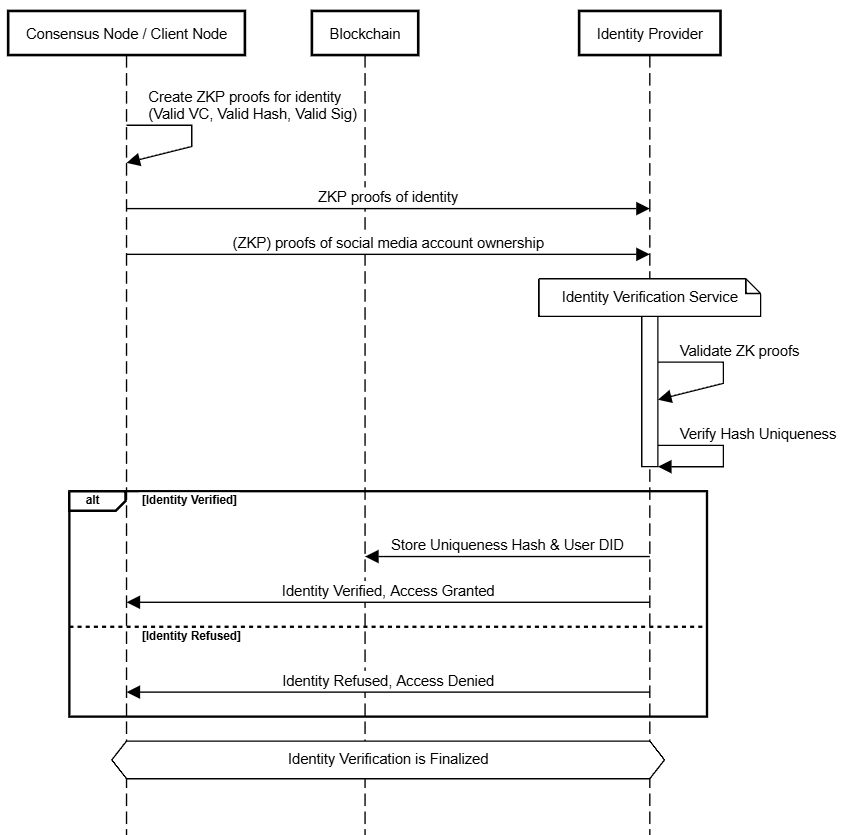 Consensus Node / Client Node
Blockchain
Identity Provider
Create ZKP proofs for identity
(Valid VC, Valid Hash, Valid Sig)
ZKP proofs of identity
(ZKP) proofs of social media account ownership
Identity Verification Service
Validate ZK proofs
Verify Hash Uniqueness
alt
[Identity Verified]
Store Uniqueness Hash & User DID
Identity Verified, Access Granted
[Identity Refused]
Identity Refused, Access Denied
Identity Verification is Finalized